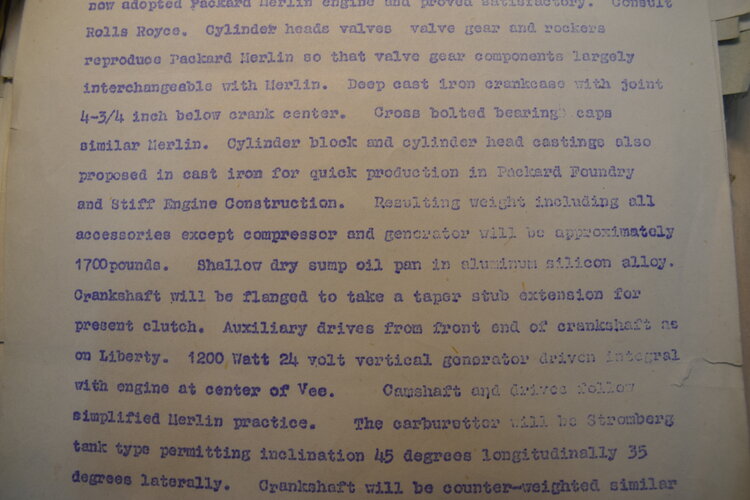 now adopted Packard Merlin engine and proved satisfactory. Consult
Rolls Royce. Cylinder heads valves valve gear and rockers
reproduce Packard Merlin so that valve gear components largely
interchangeable with Merlin. Deep cast iron crankcase with joint
4-3/4 inch below crank center. Cross bolted bearing caps
similar Merlin. Cylinder block and cylinder head castings also
proposed in cast iron for quick production in Packard Foundry
and Stiff Engine Construction. Resulting weight including all
accessories except compressor and generator will be approximately
1700pounds. Shallow dry sump oil pan in aluminum silicon alloy.
Crankshaft will be flanged to take a taper stub extension for
present clutch. Auxiliary drives from front end of crankshaft as
on Liberty. 1200 Watt 24 volt vertical generator driven integral
with engine at center of Vee. Camshaft and drives follow
simplified Merlin practice. The carburettor will be Stromberg
tank type permitting inclination 45 degrees longitudinally 35
degrees laterally. Crankshaft will be counter-weighted similar